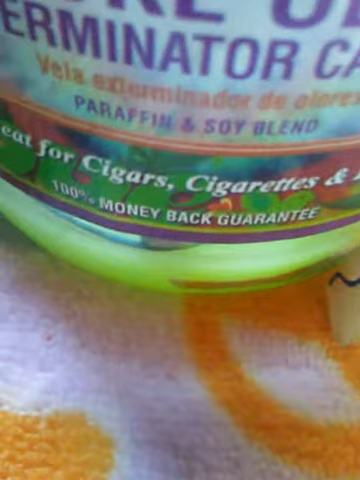 ERMINATOR CA
Vela exterminador de olores
PARAFFIN & SOY BLEND
eat for Cigars, Cigarettes &
100% MONEY BACK GUARANTEE